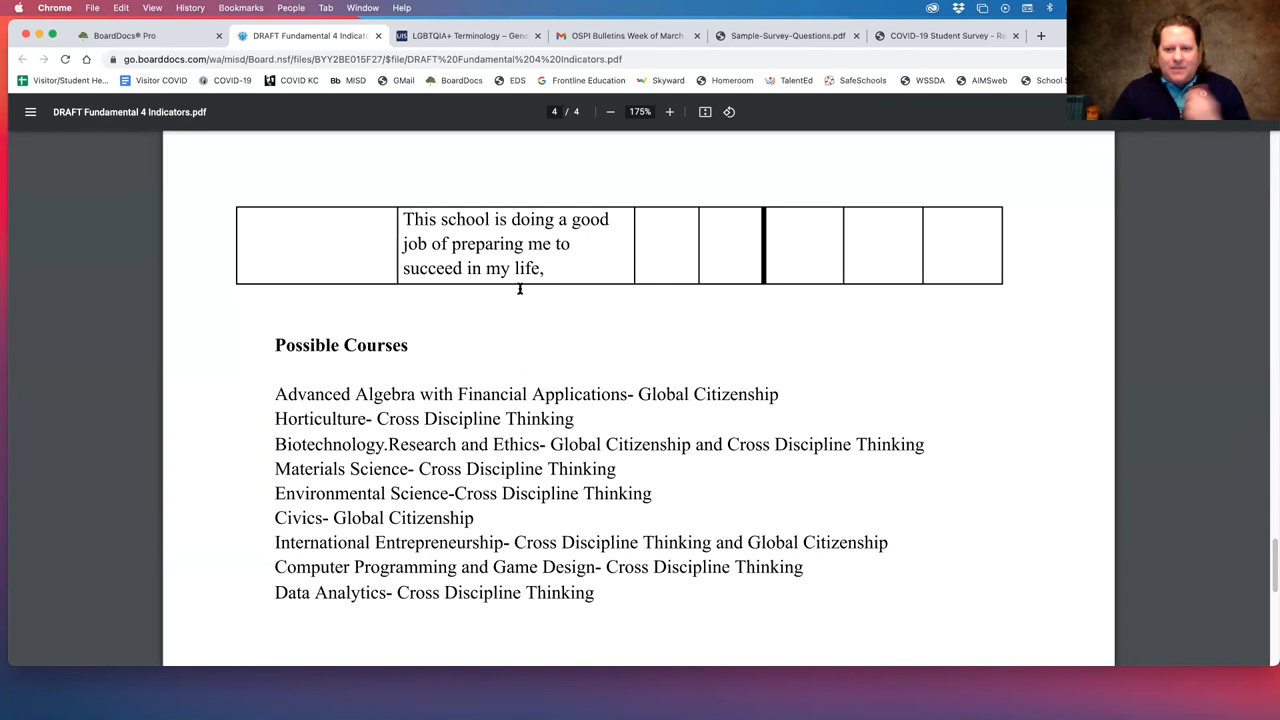 Chrome File Edit View History Bookmarks People Tab Window Help
BoardDocs® Pro
DRAFT Fundamental 4 Indicato
LGBTQIA+ Terminology – Gen
OSPI Bulletins Week of March
Sample-Survey-Questions.pdf
COVID-19 Student Survey - Re
go.boarddocs.com/wa/misd/Board.nsf/files/BYY2BE015F27/$file/DRAFT%20Fundamental%204%20Indicators.pdf
Visitor/Student He... Visitor COVID COVID-19 COVID KC Bb MISD GMail BoardDocs EDS Frontline Education Skyward Homeroom TalentEd SafeSchools WSSDA AIMSweb School S
DRAFT Fundamental 4 Indicators.pdf 4 / 4 175%
This school is doing a good
job of preparing me to
succeed in my life,
Possible Courses
Advanced Algebra with Financial Applications- Global Citizenship
Horticulture- Cross Discipline Thinking
Biotechnology.Research and Ethics- Global Citizenship and Cross Discipline Thinking
Materials Science- Cross Discipline Thinking
Environmental Science-Cross Discipline Thinking
Civics- Global Citizenship
International Entrepreneurship- Cross Discipline Thinking and Global Citizenship
Computer Programming and Game Design- Cross Discipline Thinking
Data Analytics- Cross Discipline Thinking